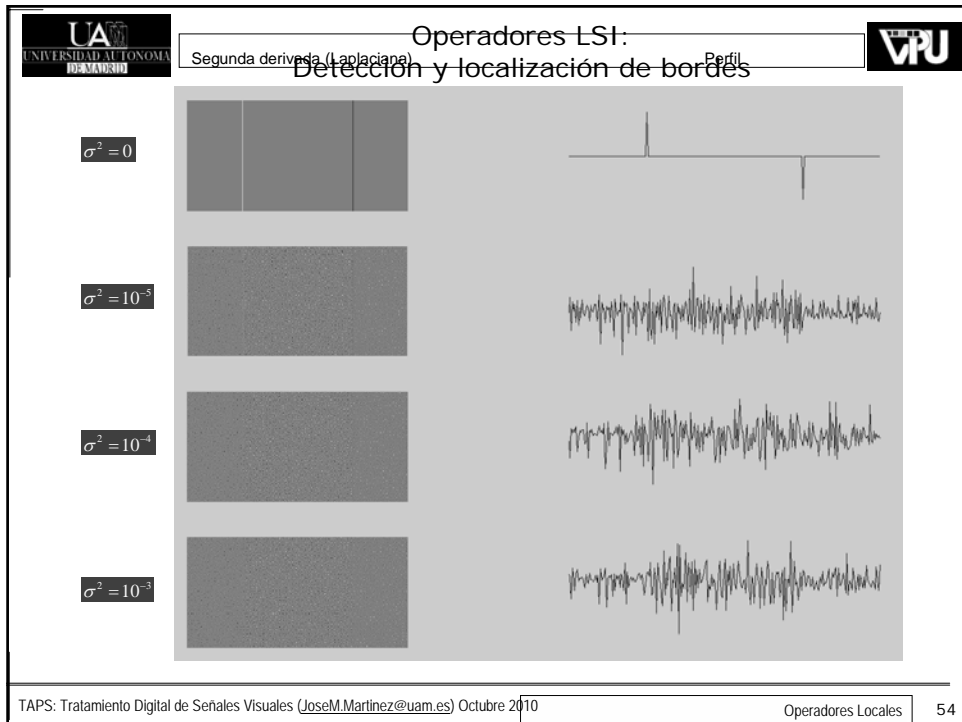 UAM
UNIVERSIDAD AUTONOMA
DE MADRID
Operadores LSI:
Detección y localización de bordes
Segunda derivada (Laplaciana)
Perfil
VPU
σ² = 0
σ² = 10⁻⁵
σ² = 10⁻⁴
σ² = 10⁻³
TAPS: Tratamiento Digital de Señales Visuales (JoseM.Martinez@uam.es) Octubre 2010
Operadores Locales
54